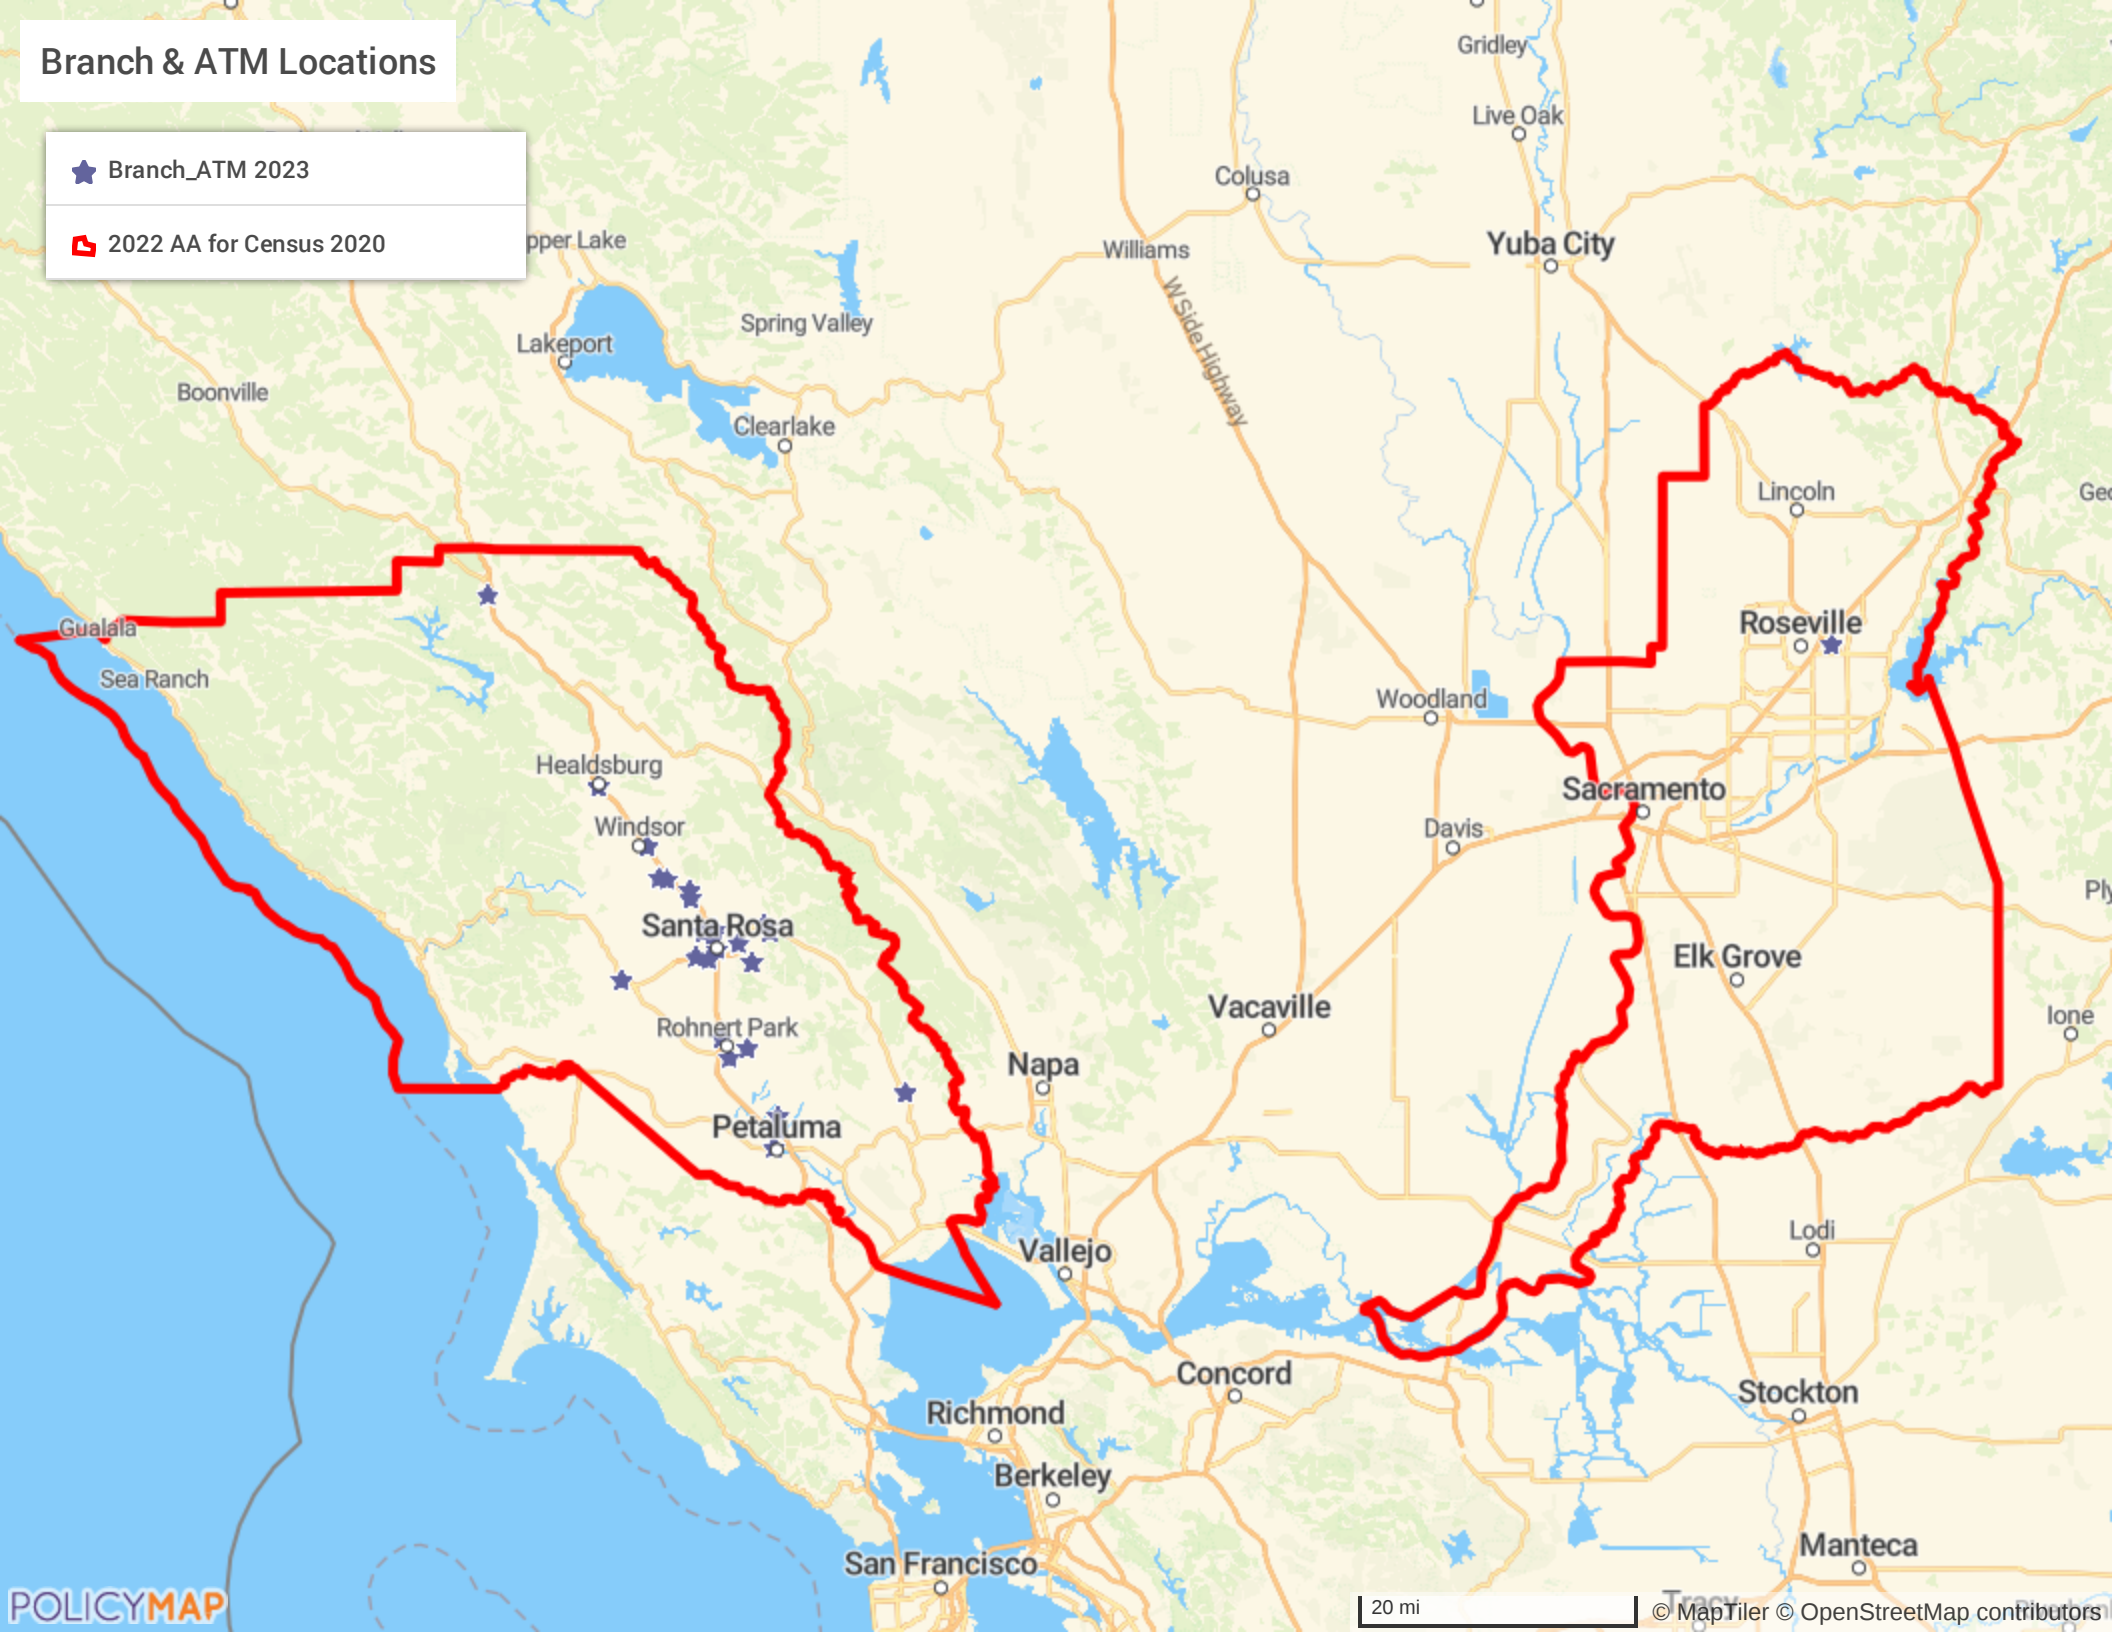 Branch & ATM Locations
Branch_ATM 2023
2022 AA for Census 2020
Gridley
Live Oak
Colusa
Yuba City
Williams
pper Lake
W Side Highway
Spring Valley
Lakeport
Boonville
Clearlake
Lincoln
Geo
Gualala
Roseville
Sea Ranch
Woodland
Healdsburg
Sacramento
Windsor
Davis
Ply
Santa Rosa
Elk Grove
Vacaville
Ione
Rohnert Park
Napa
Petaluma
Lodi
Vallejo
Concord
Stockton
Richmond
Berkeley
Manteca
San Francisco
Tracy
POLICYMAP
20 mi
© MapTiler © OpenStreetMap contributors